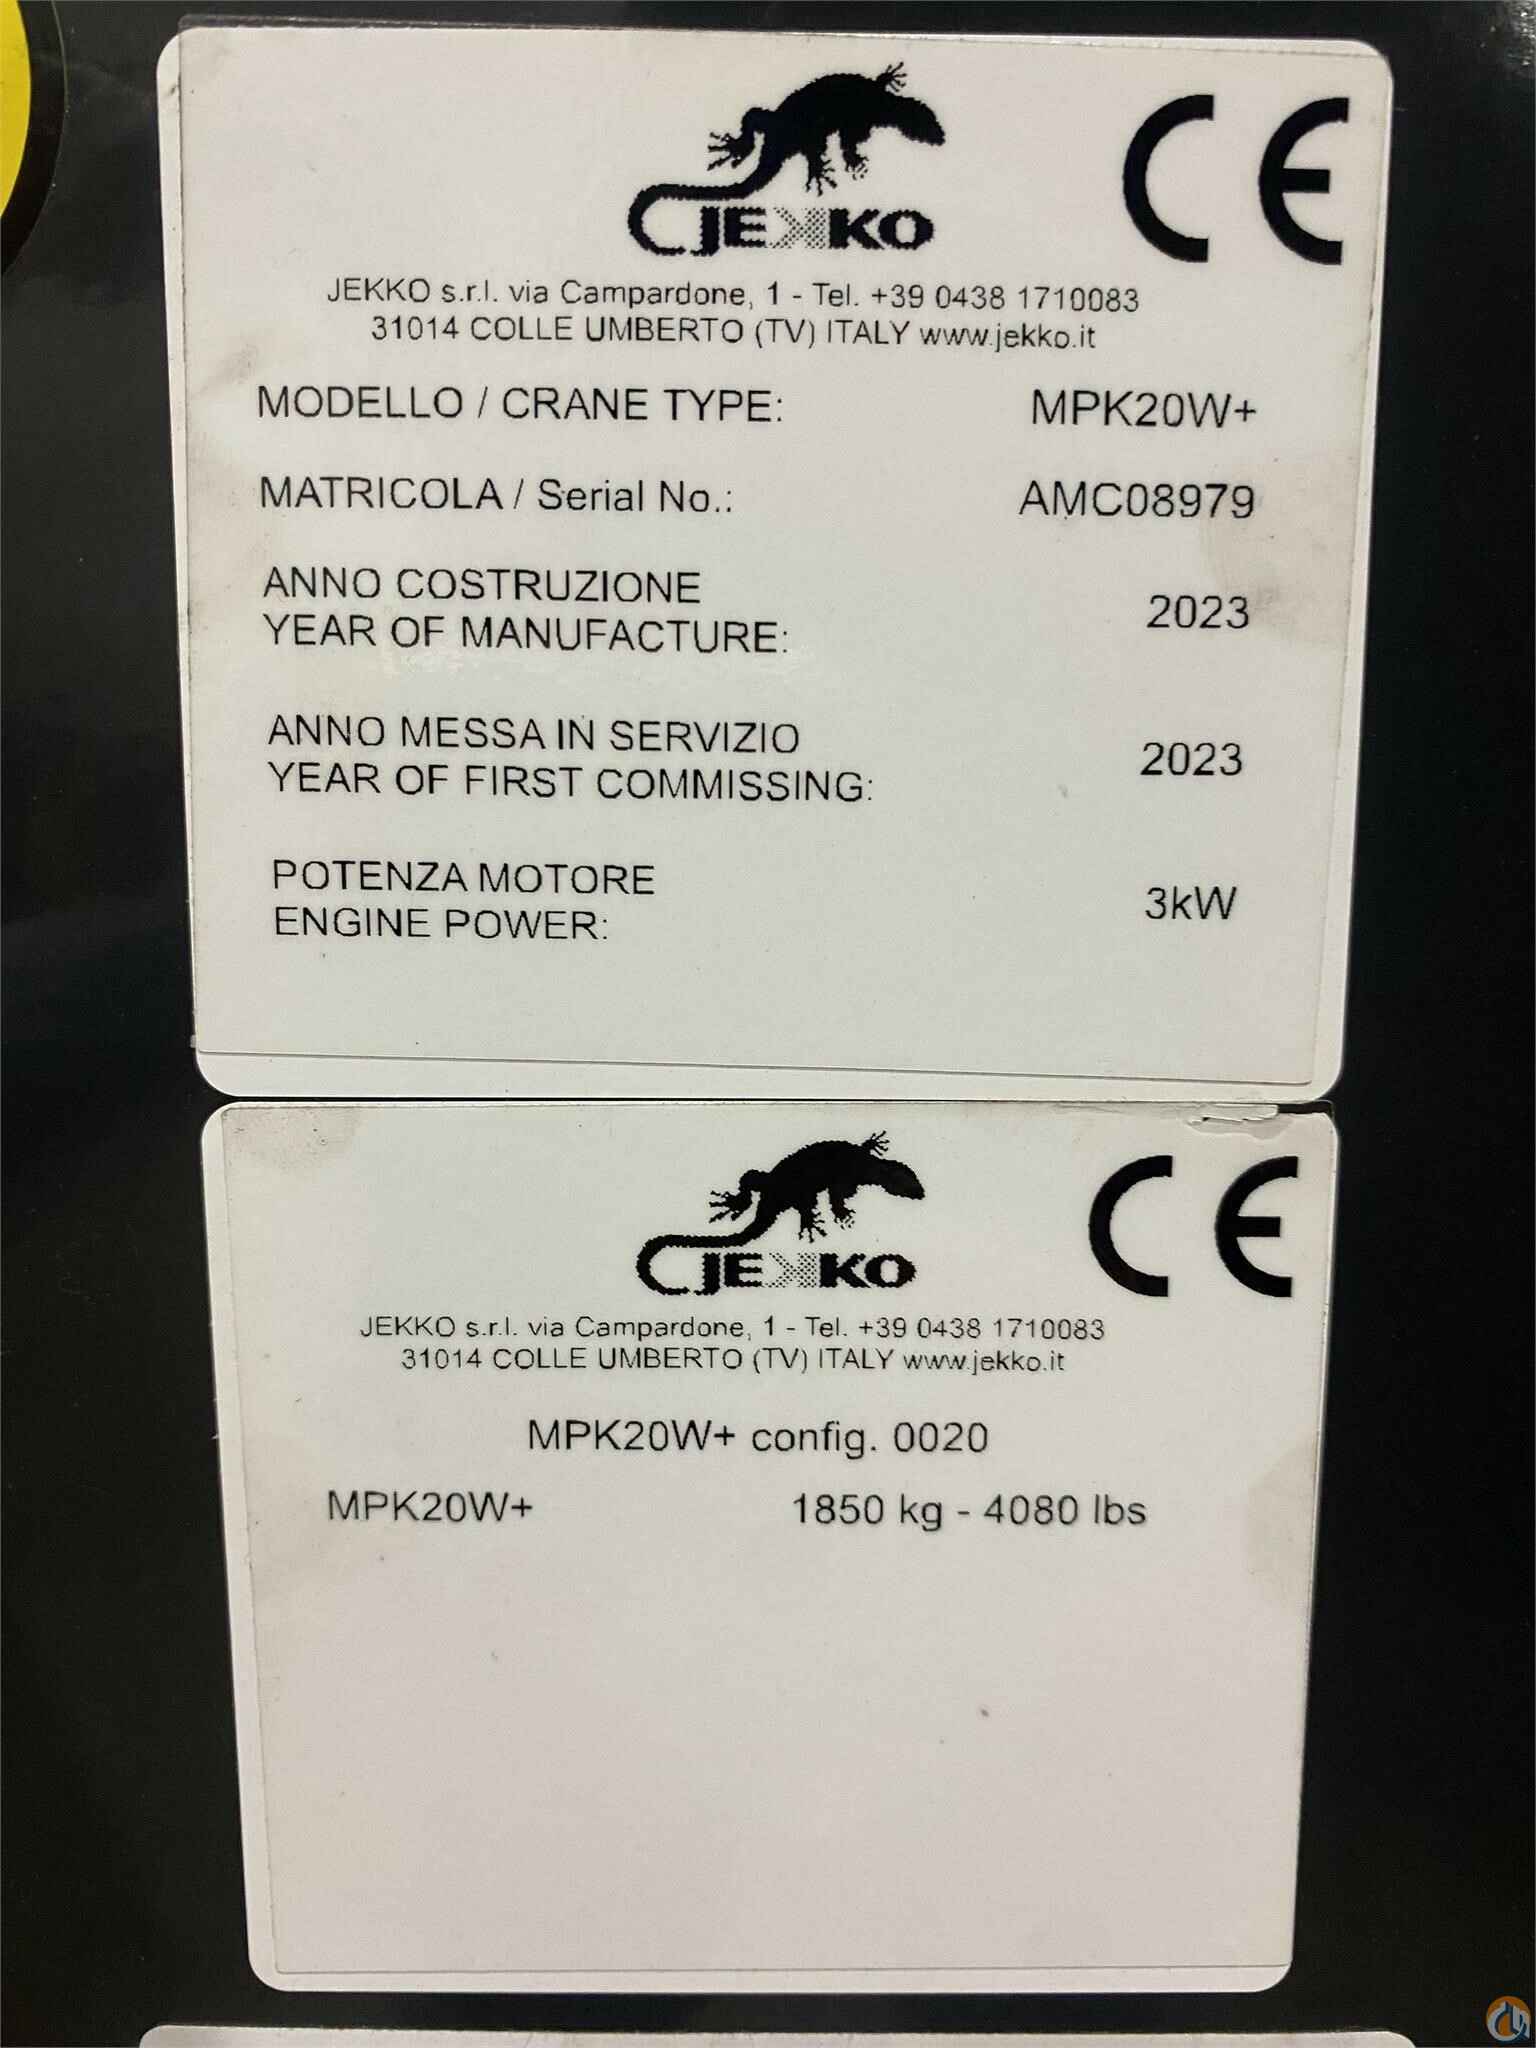 JEKKO
CE
JEKKO s.r.l. via Campardone, 1 - Tel. +39 0438 1710083
31014 COLLE UMBERTO (TV) ITALY www.jekko.it
MODELLO / CRANE TYPE: MPK20W+
MATRICOLA / Serial No.: AMC08979
ANNO COSTRUZIONE
YEAR OF MANUFACTURE: 2023
ANNO MESSA IN SERVIZIO
YEAR OF FIRST COMMISSING: 2023
POTENZA MOTORE
ENGINE POWER: 3kW
JEKKO
CE
JEKKO s.r.l. via Campardone, 1 - Tel. +39 0438 1710083
31014 COLLE UMBERTO (TV) ITALY www.jekko.it
MPK20W+ config. 0020
MPK20W+ 1850 kg - 4080 lbs